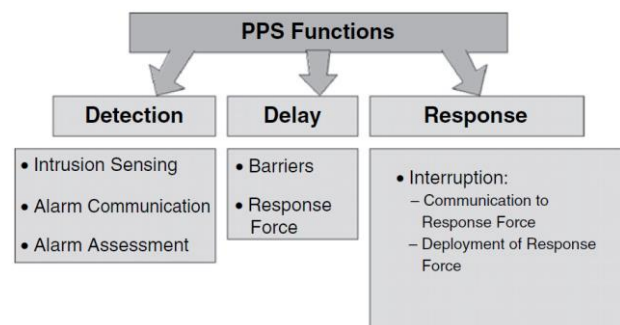 PPS Functions
Detection
Delay
Response
• Intrusion Sensing
• Alarm Communication
• Alarm Assessment
• Barriers
• Response
Force
• Interruption:
– Communication to
Response Force
– Deployment of Response
Force